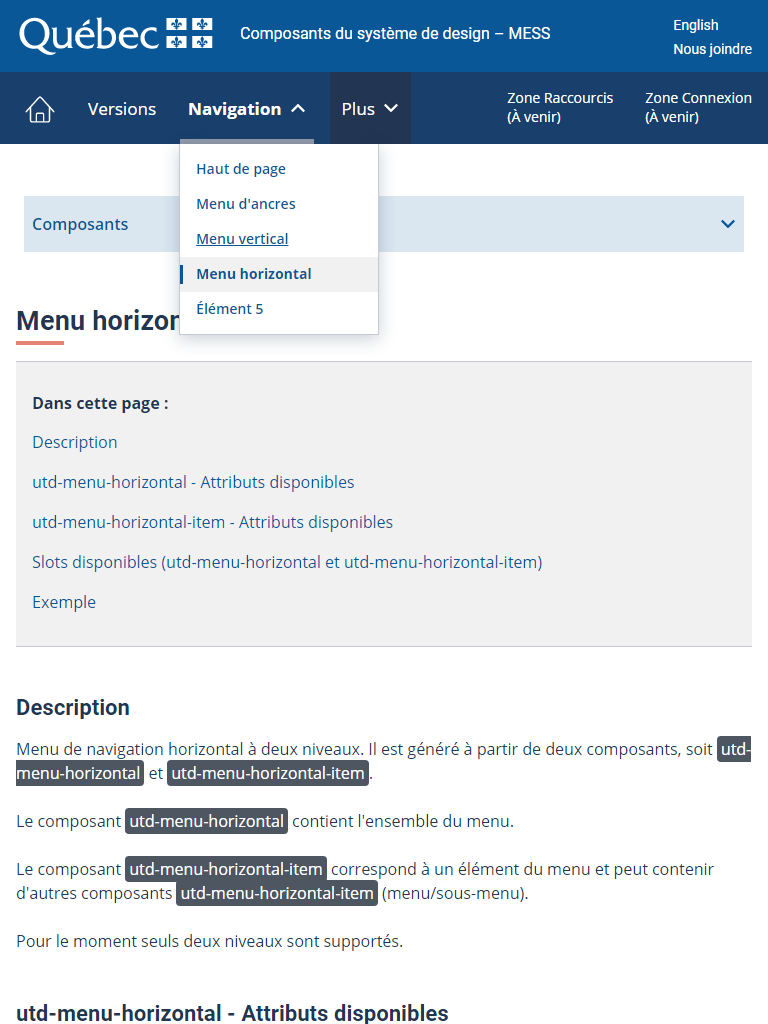 Québec
Composants du système de design – MESS
English
Nous joindre
Versions
Navigation
Plus
Zone Raccourcis
(À venir)
Zone Connexion
(À venir)
Haut de page
Menu d'ancres
Menu vertical
Menu horizontal
Élément 5
Composants
Menu horizon
Dans cette page :
Description
utd-menu-horizontal - Attributs disponibles
utd-menu-horizontal-item - Attributs disponibles
Slots disponibles (utd-menu-horizontal et utd-menu-horizontal-item)
Exemple
Description
Menu de navigation horizontal à deux niveaux. Il est généré à partir de deux composants, soit utd-
menu-horizontal et utd-menu-horizontal-item.
Le composant utd-menu-horizontal contient l'ensemble du menu.
Le composant utd-menu-horizontal-item correspond à un élément du menu et peut contenir
d'autres composants utd-menu-horizontal-item (menu/sous-menu).
Pour le moment seuls deux niveaux sont supportés.
utd-menu-horizontal - Attributs disponibles